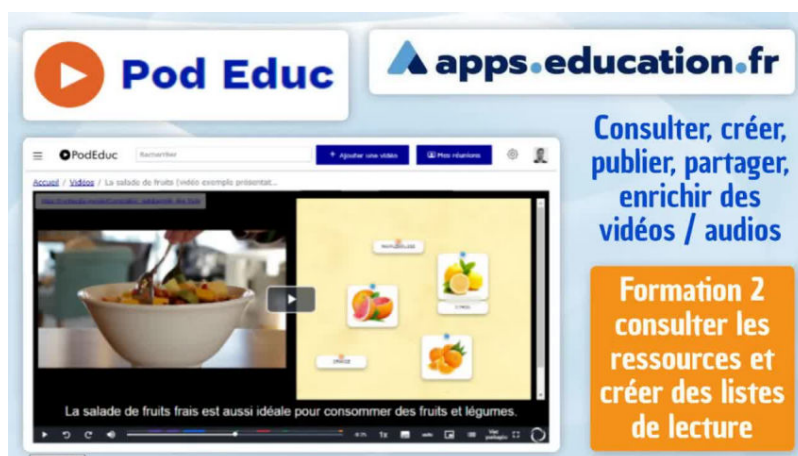 Pod Educ
apps.education.fr
Consulter, créer,
publier, partager,
enrichir des
vidéos / audios
PodEduc
Rechercher
Ajouter une vidéo
Mes réunions
Accueil / Vidéos / La salade de fruits (vidéo exemple présentat...
La salade de fruits frais est aussi idéale pour consommer des fruits et légumes.
1x
Formation 2
consulter les
ressources et
créer des listes
de lecture